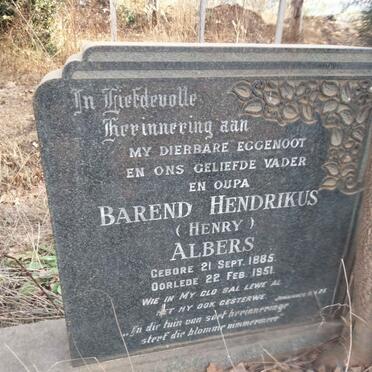 In Liefdevolle
Herinnering aan
MY DIERBARE EGGENOOT
EN ONS GELIEFDE VADER
EN OUPA
BAREND HENDRIKUS
(HENRY)
ALBERS
GEBORE 21 SEPT. 1885
OORLEDE 22 FEB. 1951.
WIE IN MY GLO SAL LEWE AL
HET HY OOK GESTERWE. JOHANNES
„In die tuin van soet herinneringe
sterf die blomme nimmermeer"